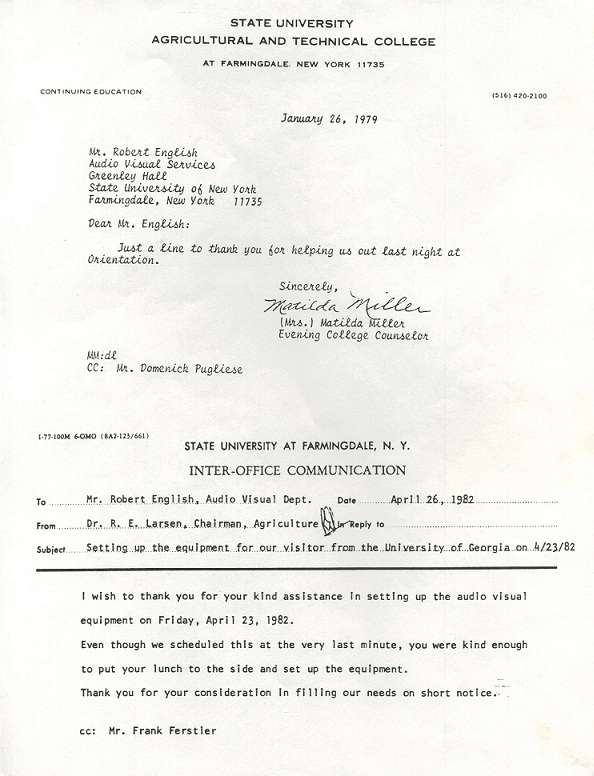 STATE UNIVERSITY
AGRICULTURAL AND TECHNICAL COLLEGE
AT FARMINGDALE. NEW YORK 11735
CONTINUING EDUCATION
(516) 420-2100
January 26, 1979
Mr. Robert English
Audio Visual Services
Greenley Hall
State University of New York
Farmingdale, New York 11735
Dear Mr. English:
Just a line to thank you for helping us out last night at
Orientation.
Sincerely,
Matilda Miller
(Mrs.) Matilda Miller
Evening College Counselor
MM:dl
CC: Mr. Domenick Pugliese
1-77-100M 6-OMO (8A2-123/661)
STATE UNIVERSITY AT FARMINGDALE, N. Y.
INTER-OFFICE COMMUNICATION
To Mr. Robert English, Audio Visual Dept. Date April 26, 1982
From Dr. R. E. Larsen, Chairman, Agriculture In Reply to
Subject Setting up the equipment for our visitor from the University of Georgia on 4/23/82
I wish to thank you for your kind assistance in setting up the audio visual
equipment on Friday, April 23, 1982.
Even though we scheduled this at the very last minute, you were kind enough
to put your lunch to the side and set up the equipment.
Thank you for your consideration in filling our needs on short notice.
cc: Mr. Frank Ferstler